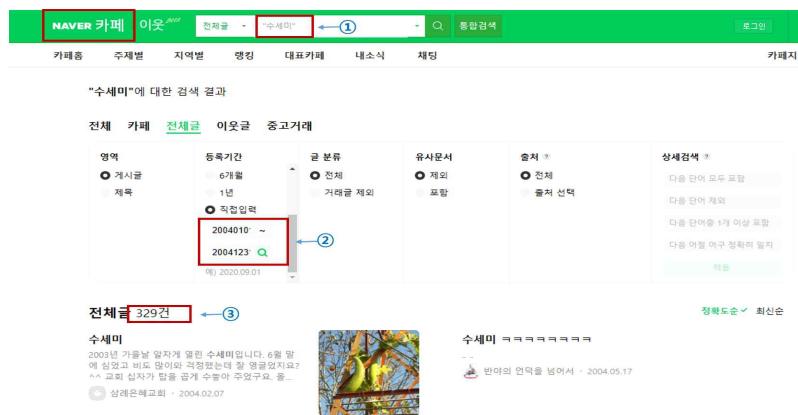 NAVER 카페 이웃 전체글 "수세미" ① 통합검색 로그인
카페홈 주제별 지역별 랭킹 대표카페 내소식 채팅 카페지
"수세미"에 대한 검색 결과
전체 카페 전체글 이웃글 중고거래
영역 등록기간 글 분류 유사문서 출처 ? 상세검색 ?
게시글 6개월 전체 제외 전체 다음 단어 모두 포함
제목 1년 거래글 제외 포함 출처 선택 다음 단어 제외
직접입력 다음 단어중 1개 이상 포함
2004010 ~ ②
다음 어절 어구 정확히 일치
2004123
예) 2020.09.01 적용
전체글 329건 ③ 정확도순 최신순
수세미
2003년 가을날 알차게 열린 수세미입니다. 6월 말
에 심었고 비도 많이와 걱정했는데 잘 영글었지요?
^^ 교회 십자가 탑을 곱게 수놓아 주었구요. 올...
삼례은혜교회 · 2004.02.07
수세미 ㅋㅋㅋㅋㅋㅋㅋㅋ
- -
반야의 언덕을 넘어서 · 2004.05.17